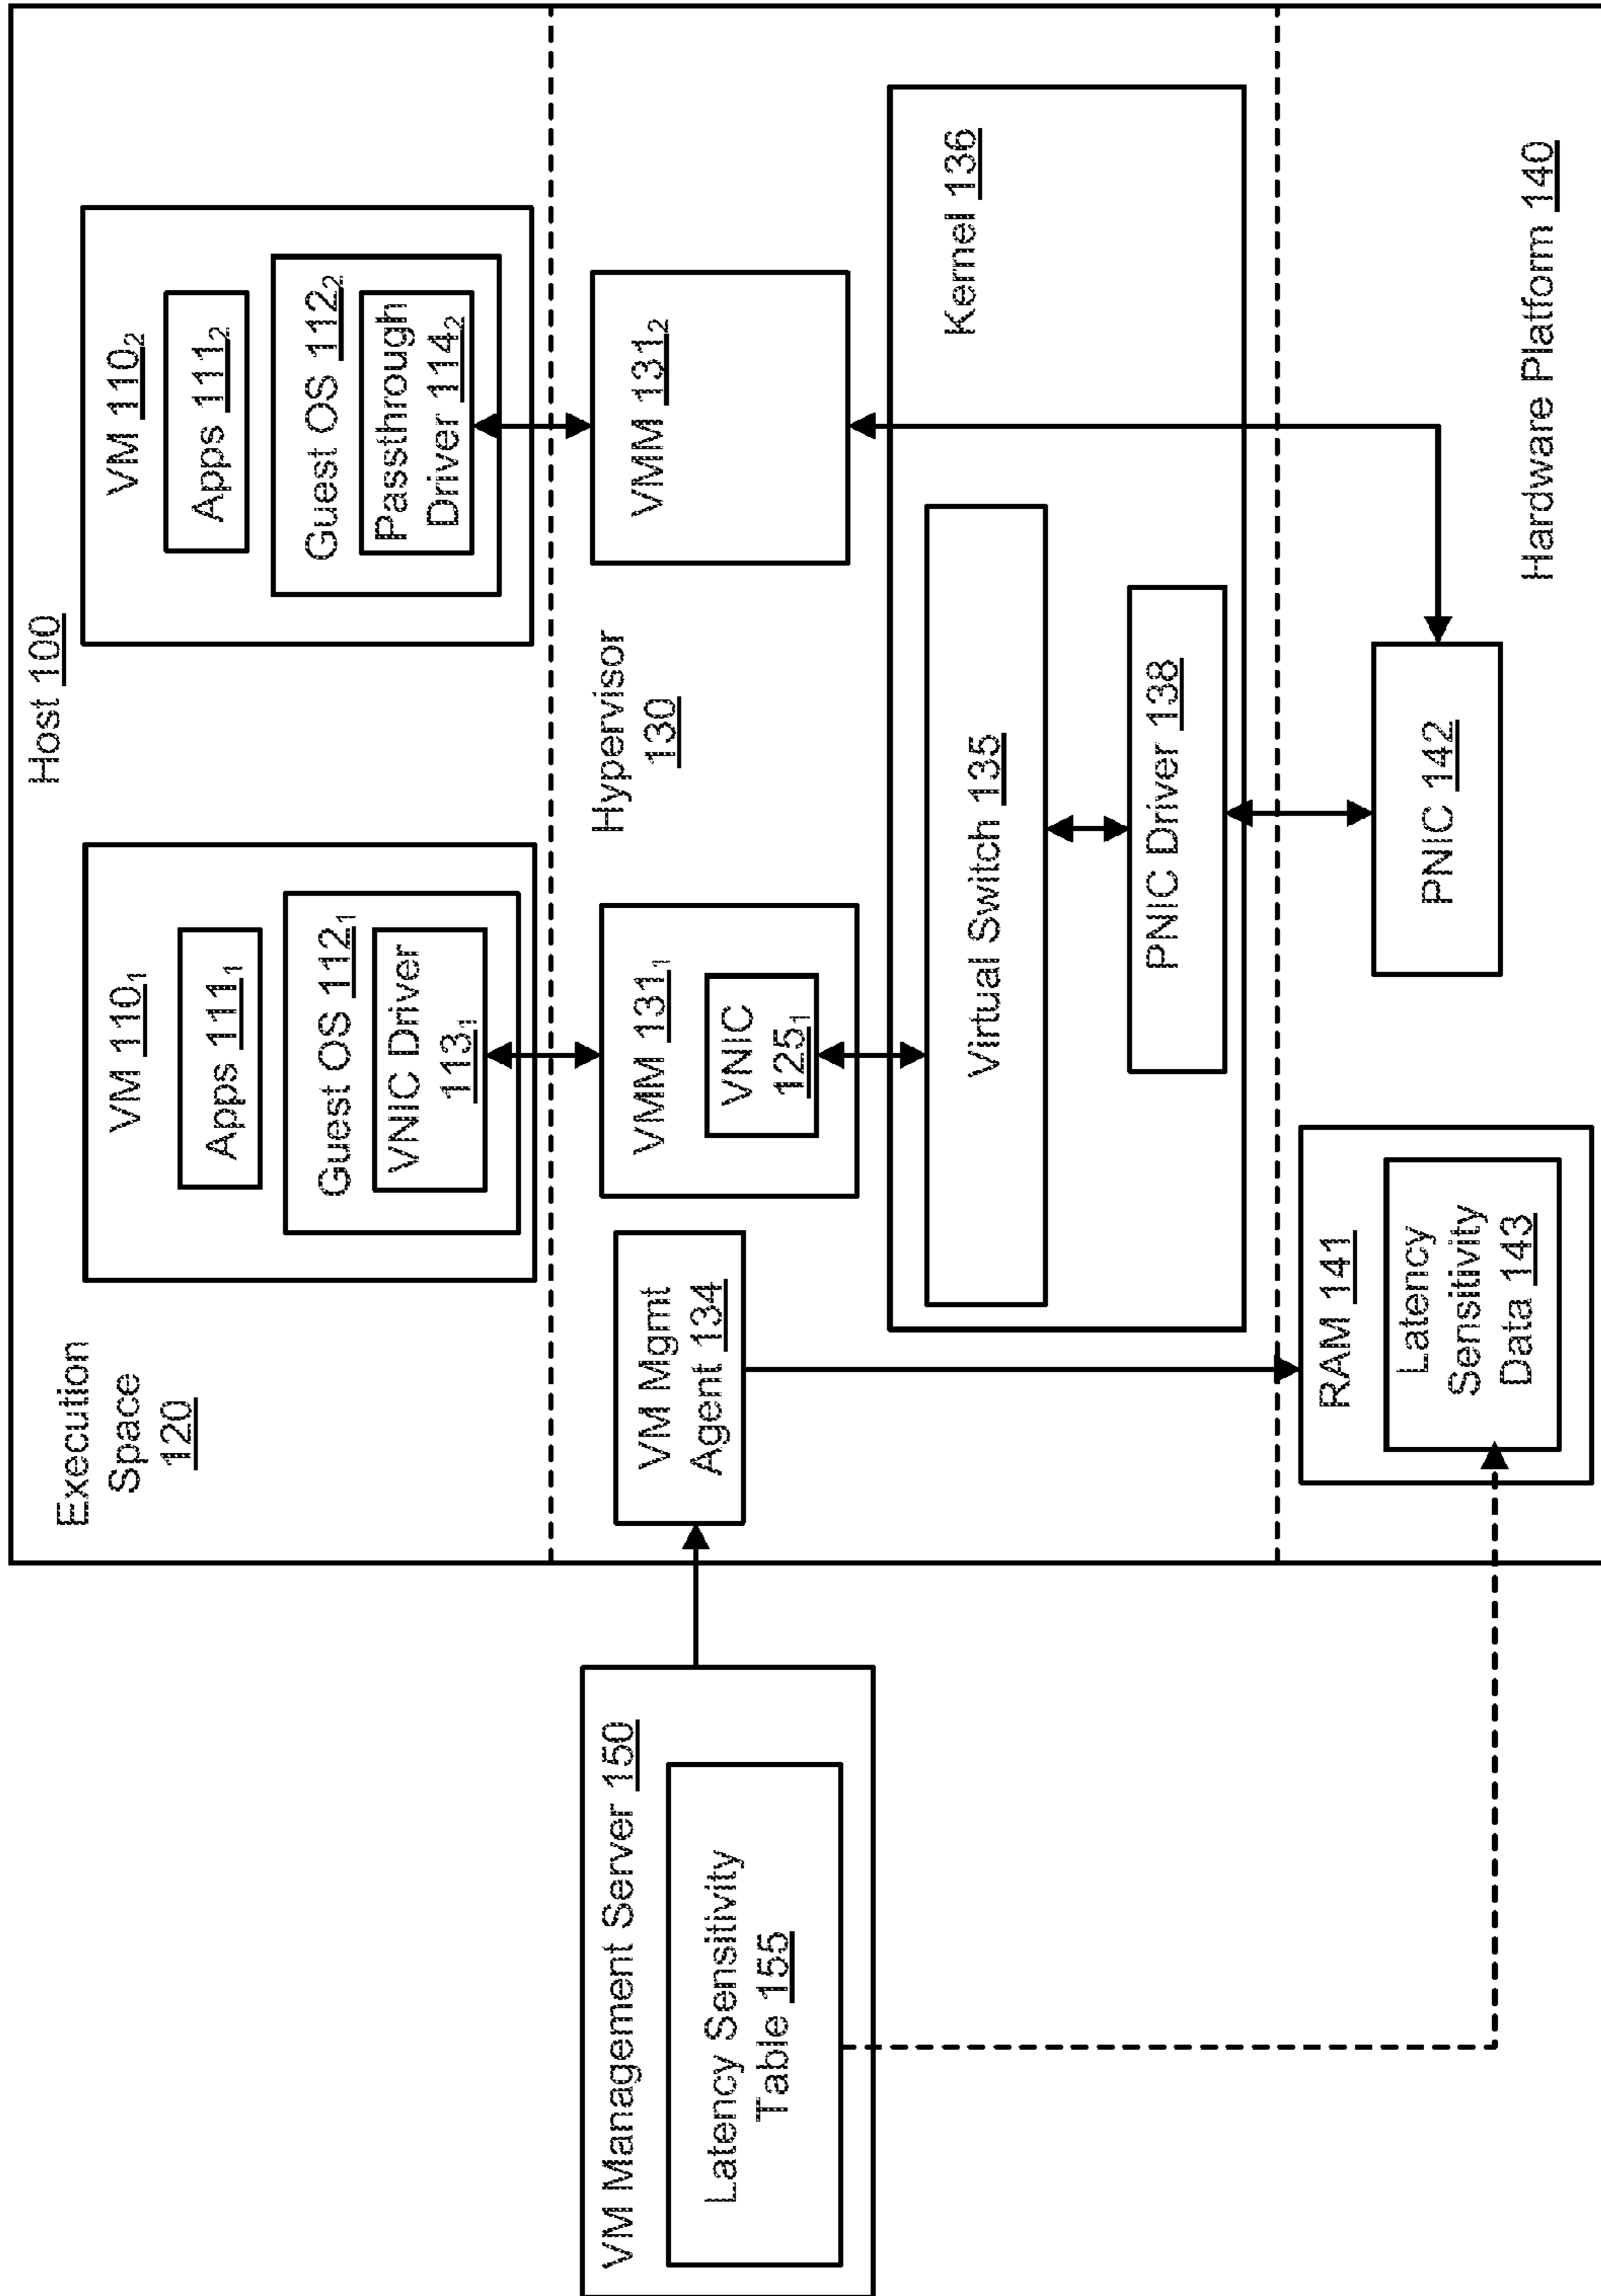 Host 100
Execution
Space
120
VM 110₁
Apps 111₁
Guest OS 112₁
VNIC Driver
113₁
VM 110₂
Apps 111₂
Guest OS 112₂
Passthrough
Driver 114₂
Hypervisor
130
VM Mgmt
Agent 134
VMM 131₁
VNIC
125₁
VMM 131₂
Kernel 136
Virtual Switch 135
PNIC Driver 138
VM Management Server 150
Latency Sensitivity
Table 155
RAM 141
Latency
Sensitivity
Data 143
PNIC 142
Hardware Platform 140